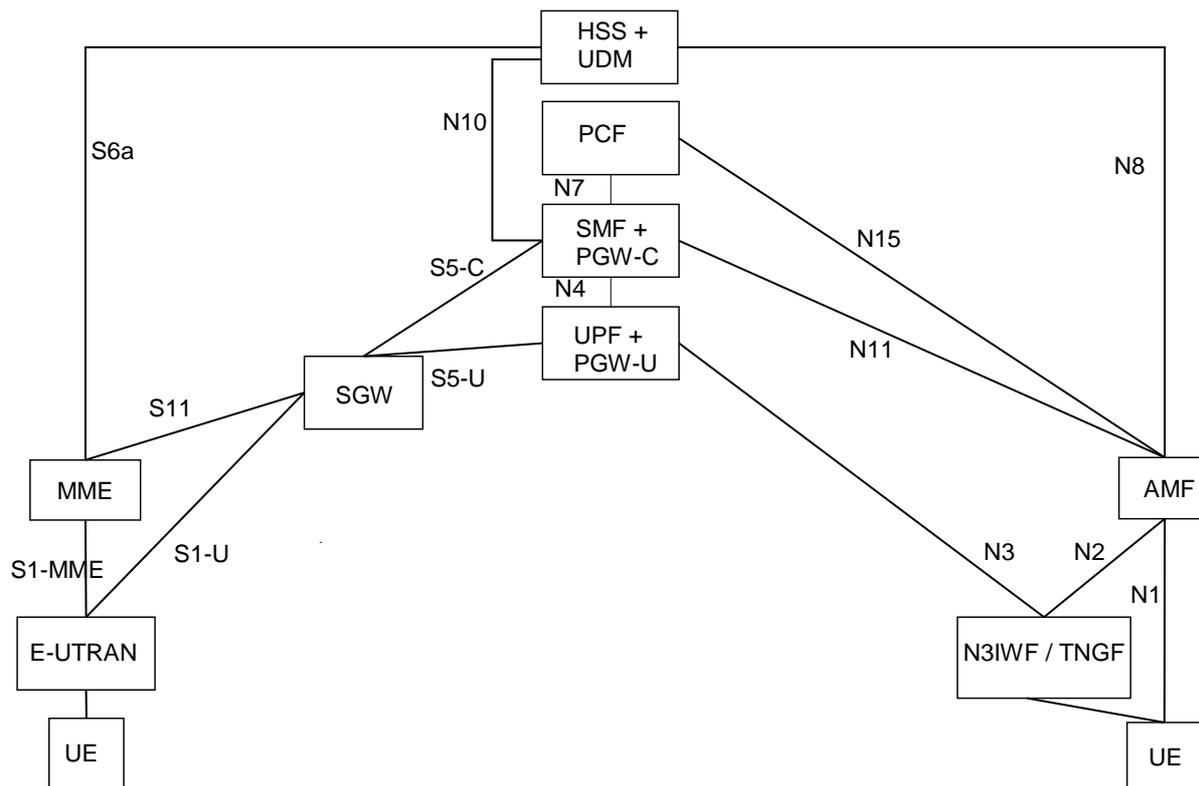 HSS +
UDM
N10
PCF
S6a
N8
N7
SMF +
PGW-C
N15
S5-C
N4
UPF +
PGW-U
N11
S5-U
SGW
S11
MME
AMF
S1-U
N3
N2
S1-MME
N1
E-UTRAN
N3IWF / TNGF
UE
UE